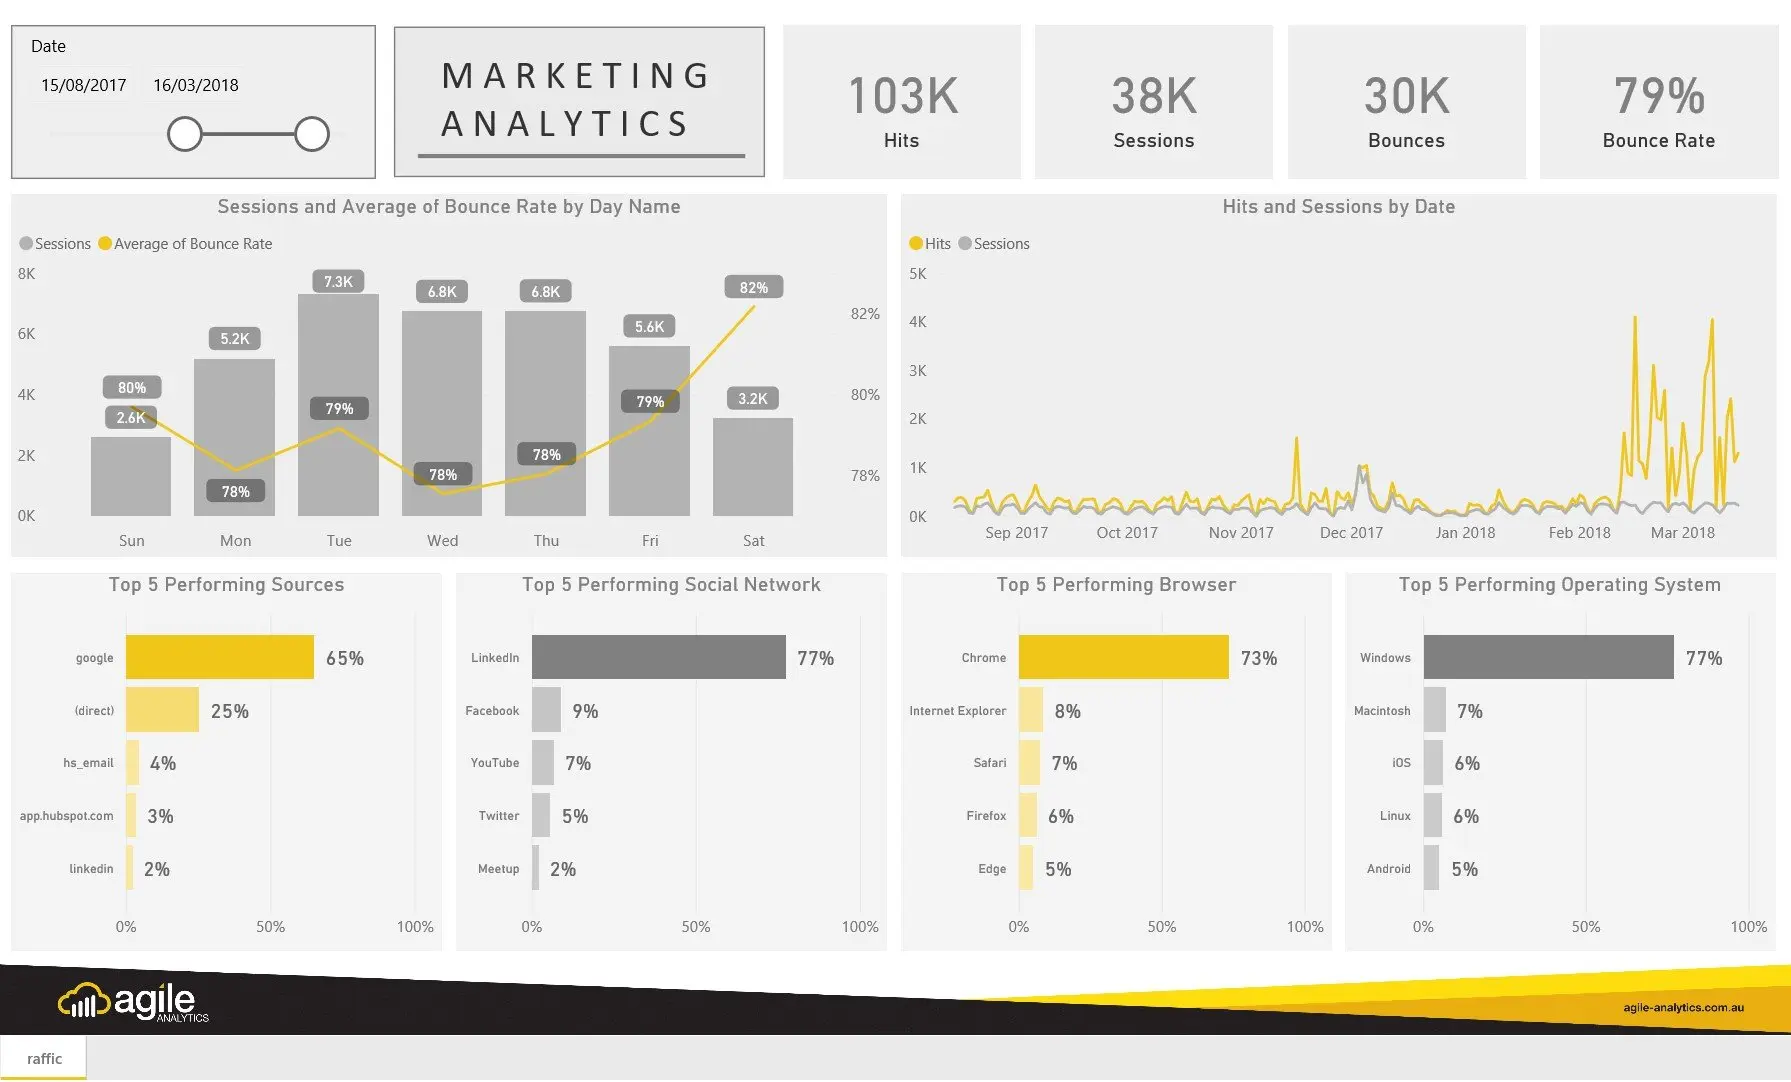 Date
15/08/2017 16/03/2018
MARKETING
ANALYTICS
103K
Hits
38K
Sessions
30K
Bounces
79%
Bounce Rate
Sessions and Average of Bounce Rate by Day Name
Sessions Average of Bounce Rate
8K
6K
4K
2K
0K
80%
2.6K
5.2K
78%
7.3K
79%
6.8K
78%
6.8K
78%
5.6K
79%
82%
3.2K
82%
80%
78%
Sun Mon Tue Wed Thu Fri Sat
Hits and Sessions by Date
Hits Sessions
5K
4K
3K
2K
1K
0K
Sep 2017 Oct 2017 Nov 2017 Dec 2017 Jan 2018 Feb 2018 Mar 2018
Top 5 Performing Sources
google 65%
(direct) 25%
hs_email 4%
app.hubspot.com 3%
linkedin 2%
0% 50% 100%
Top 5 Performing Social Network
LinkedIn 77%
Facebook 9%
YouTube 7%
Twitter 5%
Meetup 2%
0% 50% 100%
Top 5 Performing Browser
Chrome 73%
Internet Explorer 8%
Safari 7%
Firefox 6%
Edge 5%
0% 50% 100%
Top 5 Performing Operating System
Windows 77%
Macintosh 7%
iOS 6%
Linux 6%
Android 5%
0% 50% 100%
agile
ANALYTICS
agile-analytics.com.au
raffic